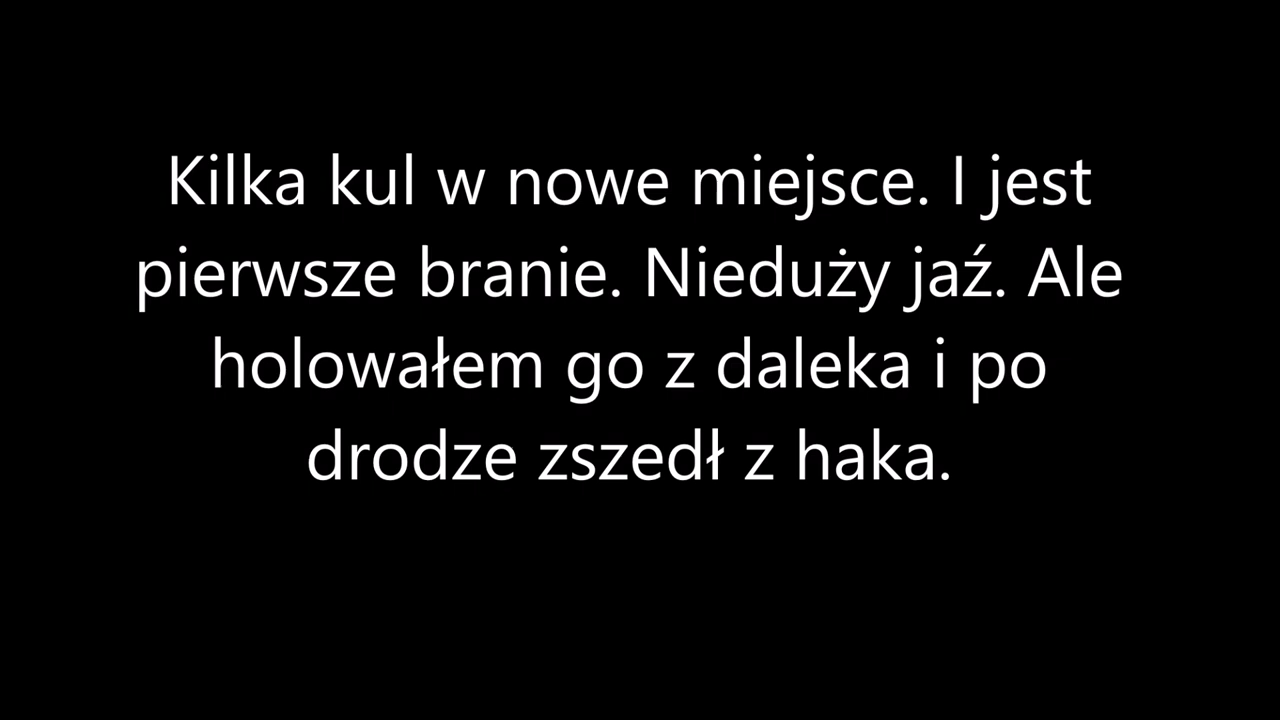 Kilka kul w nowe miejsce. I jest
pierwsze branie. Nieduży jaź. Ale
holowałem go z daleka i po
drodze zszedł z haka.